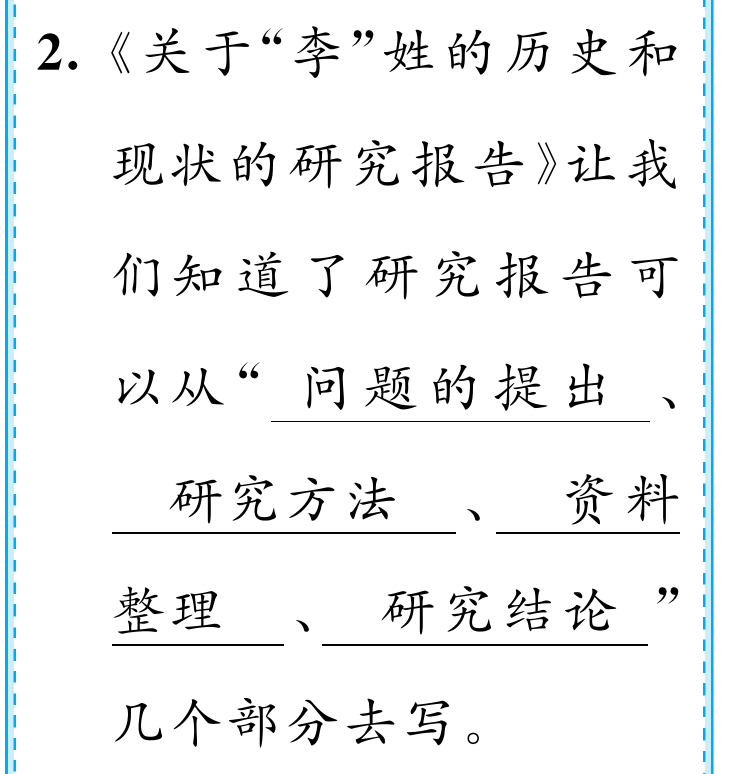 2.《关于“李”姓的历史和
现状的研究报告》让我
们知道了研究报告可
以从“ 问题的提出 、
研究方法 、 资料
整理 、 研究结论 ”
几个部分去写。